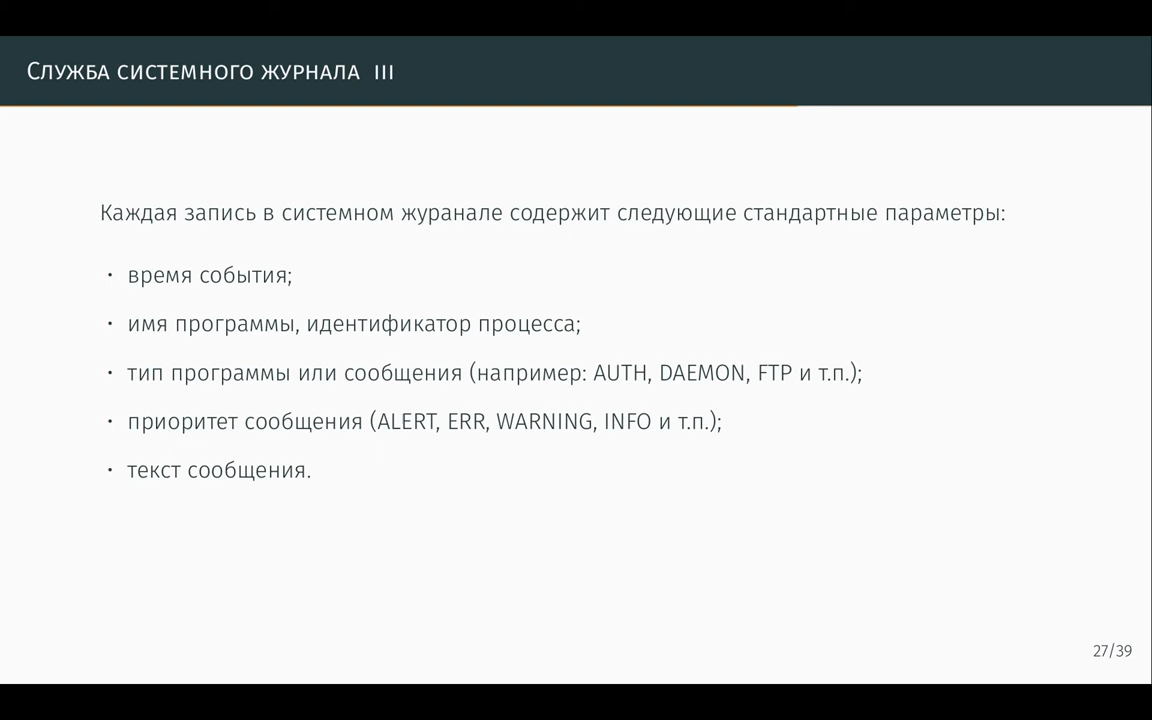 Служба системного журнала III
Каждая запись в системном журанале содержит следующие стандартные параметры:
• время события;
• имя программы, идентификатор процесса;
• тип программы или сообщения (например: AUTH, DAEMON, FTP и т.п.);
• приоритет сообщения (ALERT, ERR, WARNING, INFO и т.п.);
• текст сообщения.
27/39